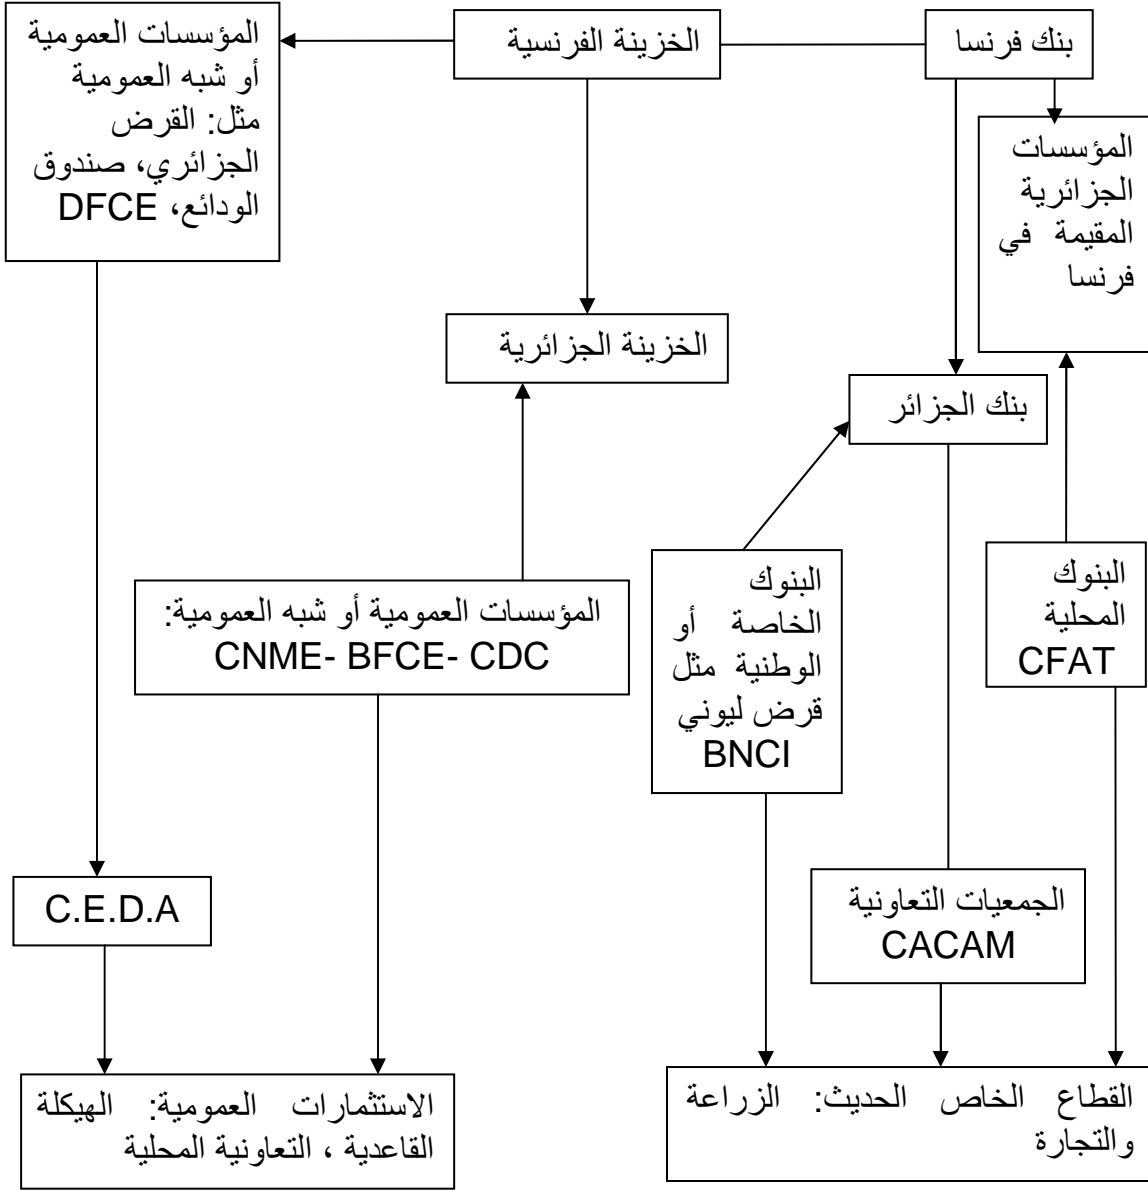 بنك فرنسا
الخزينة الفرنسية
المؤسسات العمومية
أو شبه العمومية
مثل: القرض
الجزائري، صندوق
الودائع، DFCE
المؤسسات
الجزائرية
المقيمة في
فرنسا
الخزينة الجزائرية
بنك الجزائر
البنوك
المحلية
CFAT
البنوك
الخاصة أو
الوطنية مثل
قرض ليوني
BNCI
المؤسسات العمومية أو شبه العمومية:
CNME- BFCE- CDC
الجمعيات التعاونية
CACAM
C.E.D.A
القطاع الخاص الحديث: الزراعة
والتجارة
الاستثمارات العمومية: الهيكلة
القاعدية ، التعاونية المحلية